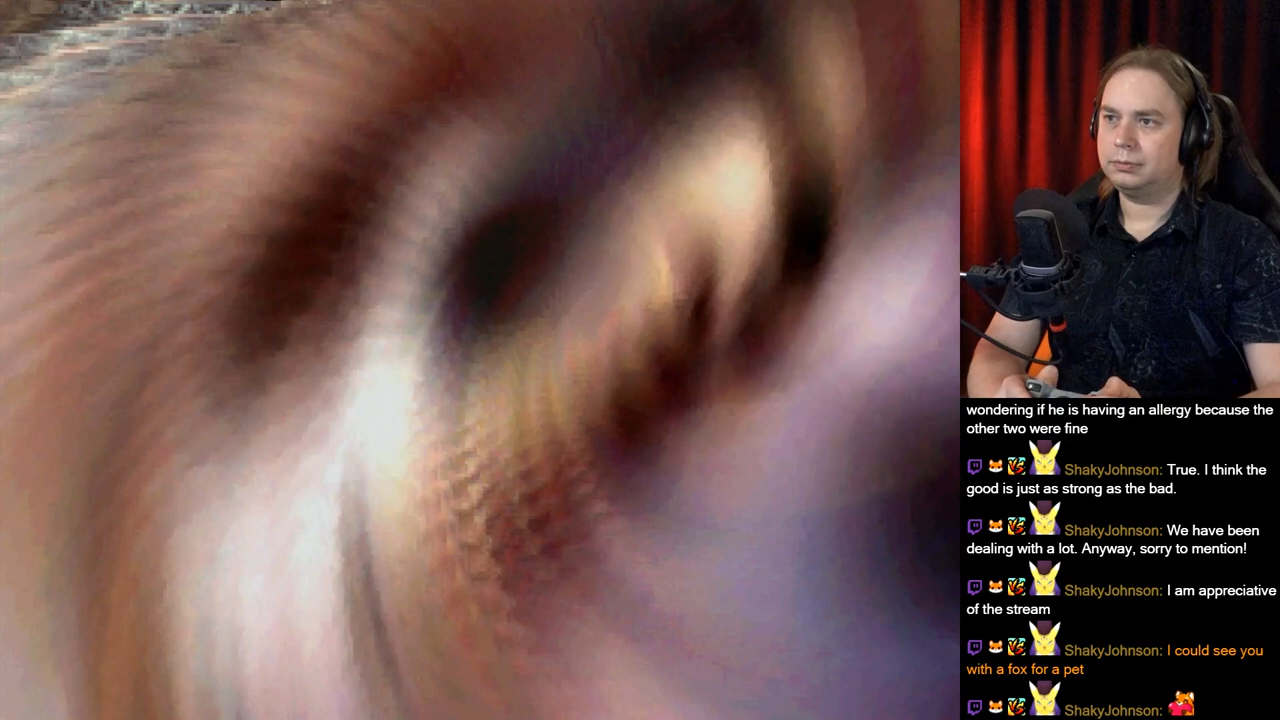 wondering if he is having an allergy because the
other two were fine
ShakyJohnson: True. I think the
good is just as strong as the bad.
ShakyJohnson: We have been
dealing with a lot. Anyway, sorry to mention!
ShakyJohnson: I am appreciative
of the stream
ShakyJohnson: I could see you
with a fox for a pet
ShakyJohnson: